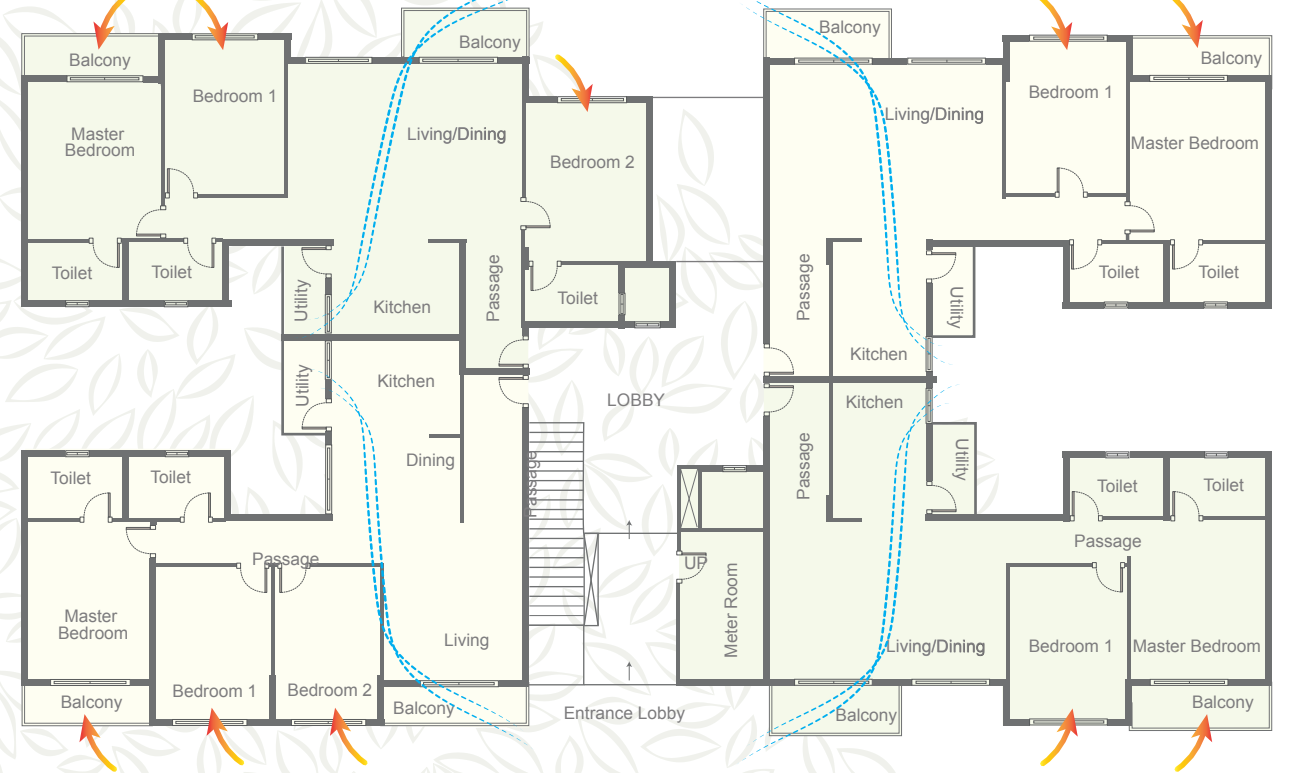 Balcony
Bedroom 1
Master
Bedroom
Toilet
Toilet
Balcony
Living/Dining
Bedroom 2
Toilet
Utility
Kitchen
Passage
Balcony
Living/Dining
Bedroom 1
Balcony
Master Bedroom
Toilet
Toilet
Passage
Kitchen
Utility
Utility
Kitchen
Dining
Toilet
Toilet
Passage
Master
Bedroom
Living
Balcony
Bedroom 1
Bedroom 2
Balcony
LOBBY
Passage
UP
Meter Room
Entrance Lobby
Kitchen
Passage
Utility
Toilet
Toilet
Passage
Living/Dining
Bedroom 1
Master Bedroom
Balcony
Balcony